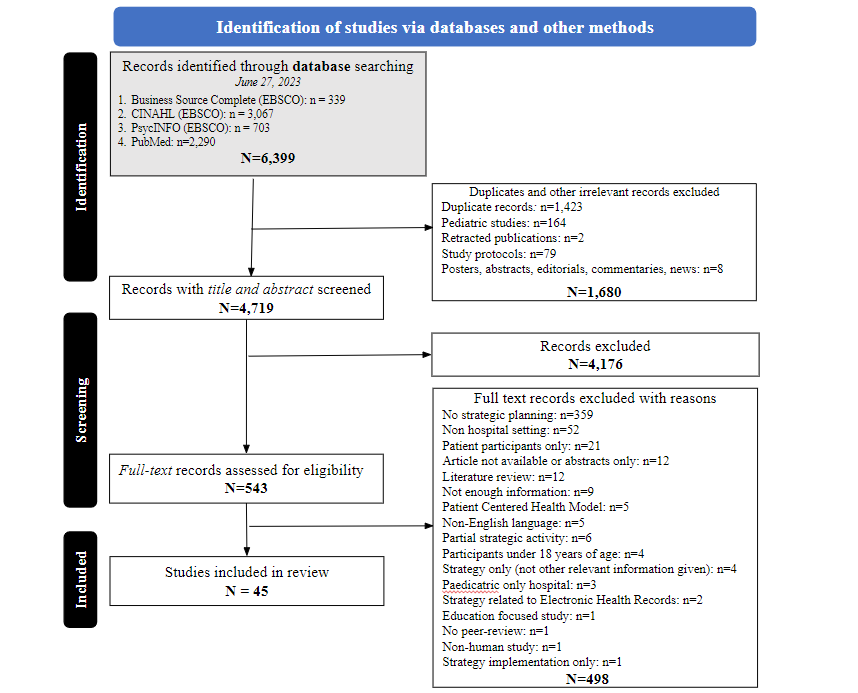 Identification of studies via databases and other methods
Identification
Records identified through database searching
June 27, 2023
1. Business Source Complete (EBSCO): n = 339
2. CINAHL (EBSCO): n = 3,067
3. PsycINFO (EBSCO): n = 703
4. PubMed: n=2,290
N=6,399
Duplicates and other irrelevant records excluded
Duplicate records: n=1,423
Pediatric studies: n=164
Retracted publications: n=2
Study protocols: n=79
Posters, abstracts, editorials, commentaries, news: n=8
N=1,680
Records with title and abstract screened
N=4,719
Screening
Records excluded
N=4,176
Full-text records assessed for eligibility
N=543
Full text records excluded with reasons
No strategic planning: n=359
Non hospital setting: n=52
Patient participants only: n=21
Article not available or abstracts only: n=12
Literature review: n=12
Not enough information: n=9
Patient Centered Health Model: n=5
Non-English language: n=5
Partial strategic activity: n=6
Participants under 18 years of age: n=4
Strategy only (not other relevant information given): n=4
Paedicatric only hospital: n=3
Strategy related to Electronic Health Records: n=2
Education focused study: n=1
No peer-review: n=1
Non-human study: n=1
Strategy implementation only: n=1
N=498
Included
Studies included in review
N = 45